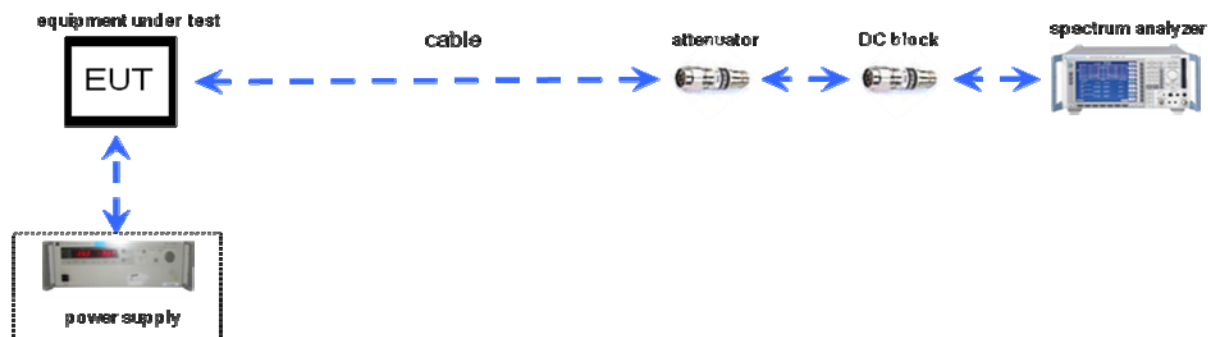 equipment under test
cable
attenuator
DC block
spectrum analyzer
EUT
power supply